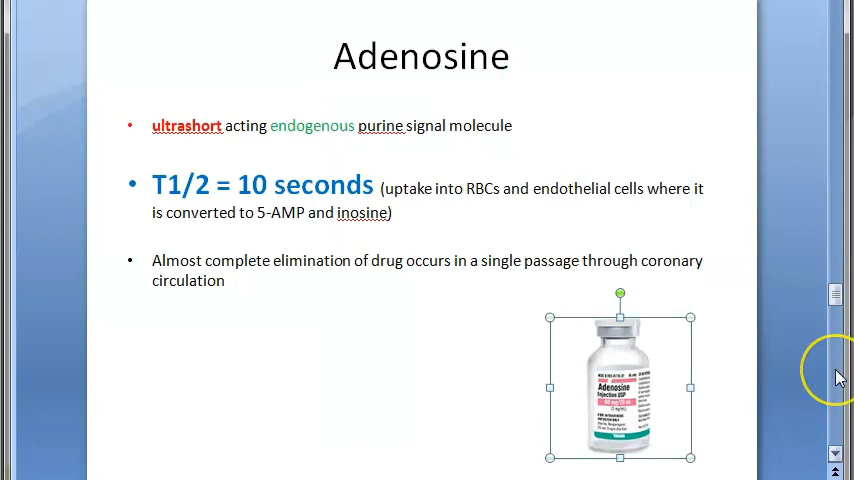 Adenosine
• ultrashort acting endogenous purine signal molecule
• T1/2 = 10 seconds (uptake into RBCs and endothelial cells where it
is converted to 5-AMP and inosine)
• Almost complete elimination of drug occurs in a single passage through coronary
circulation
Adenosine
Injection USP